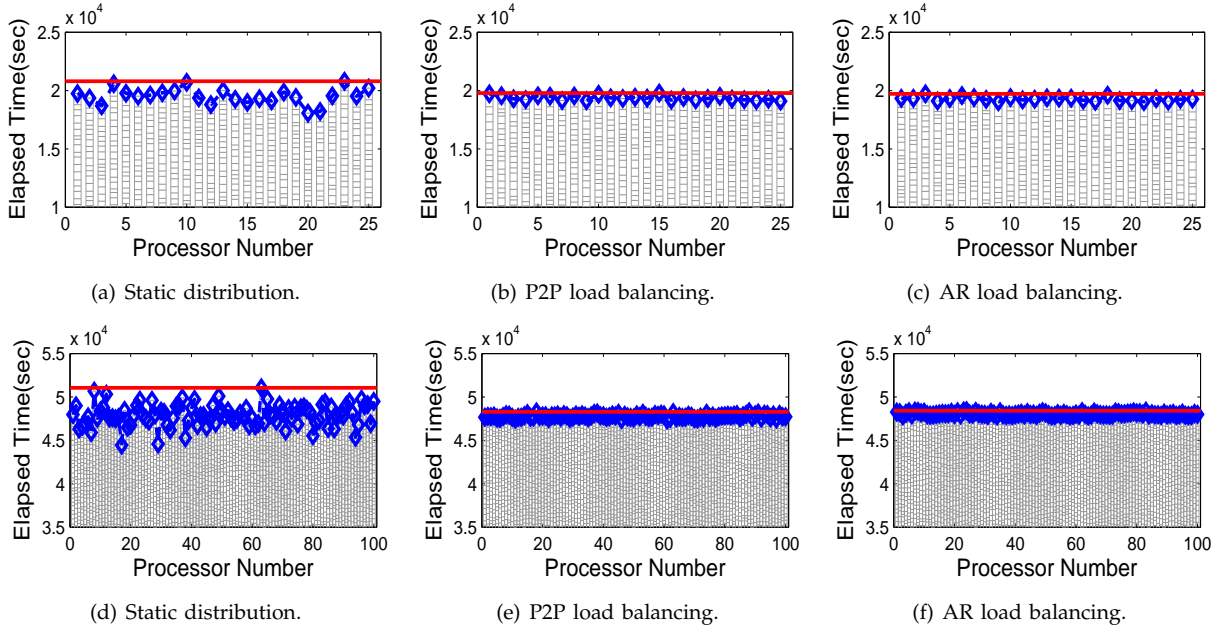 x 10^4
2.5
2
1.5
1
0 5 10 15 20 25
Elapsed Time(sec)
Processor Number
(a) Static distribution.
x 10^4
2.5
2
1.5
1
0 5 10 15 20 25
Elapsed Time(sec)
Processor Number
(b) P2P load balancing.
x 10^4
2.5
2
1.5
1
0 5 10 15 20 25
Elapsed Time(sec)
Processor Number
(c) AR load balancing.
x 10^4
5.5
5
4.5
4
3.5
0 20 40 60 80 100
Elapsed Time(sec)
Processor Number
(d) Static distribution.
x 10^4
5.5
5
4.5
4
3.5
0 20 40 60 80 100
Elapsed Time(sec)
Processor Number
(e) P2P load balancing.
x 10^4
5.5
5
4.5
4
3.5
0 20 40 60 80 100
Elapsed Time(sec)
Processor Number
(f) AR load balancing.